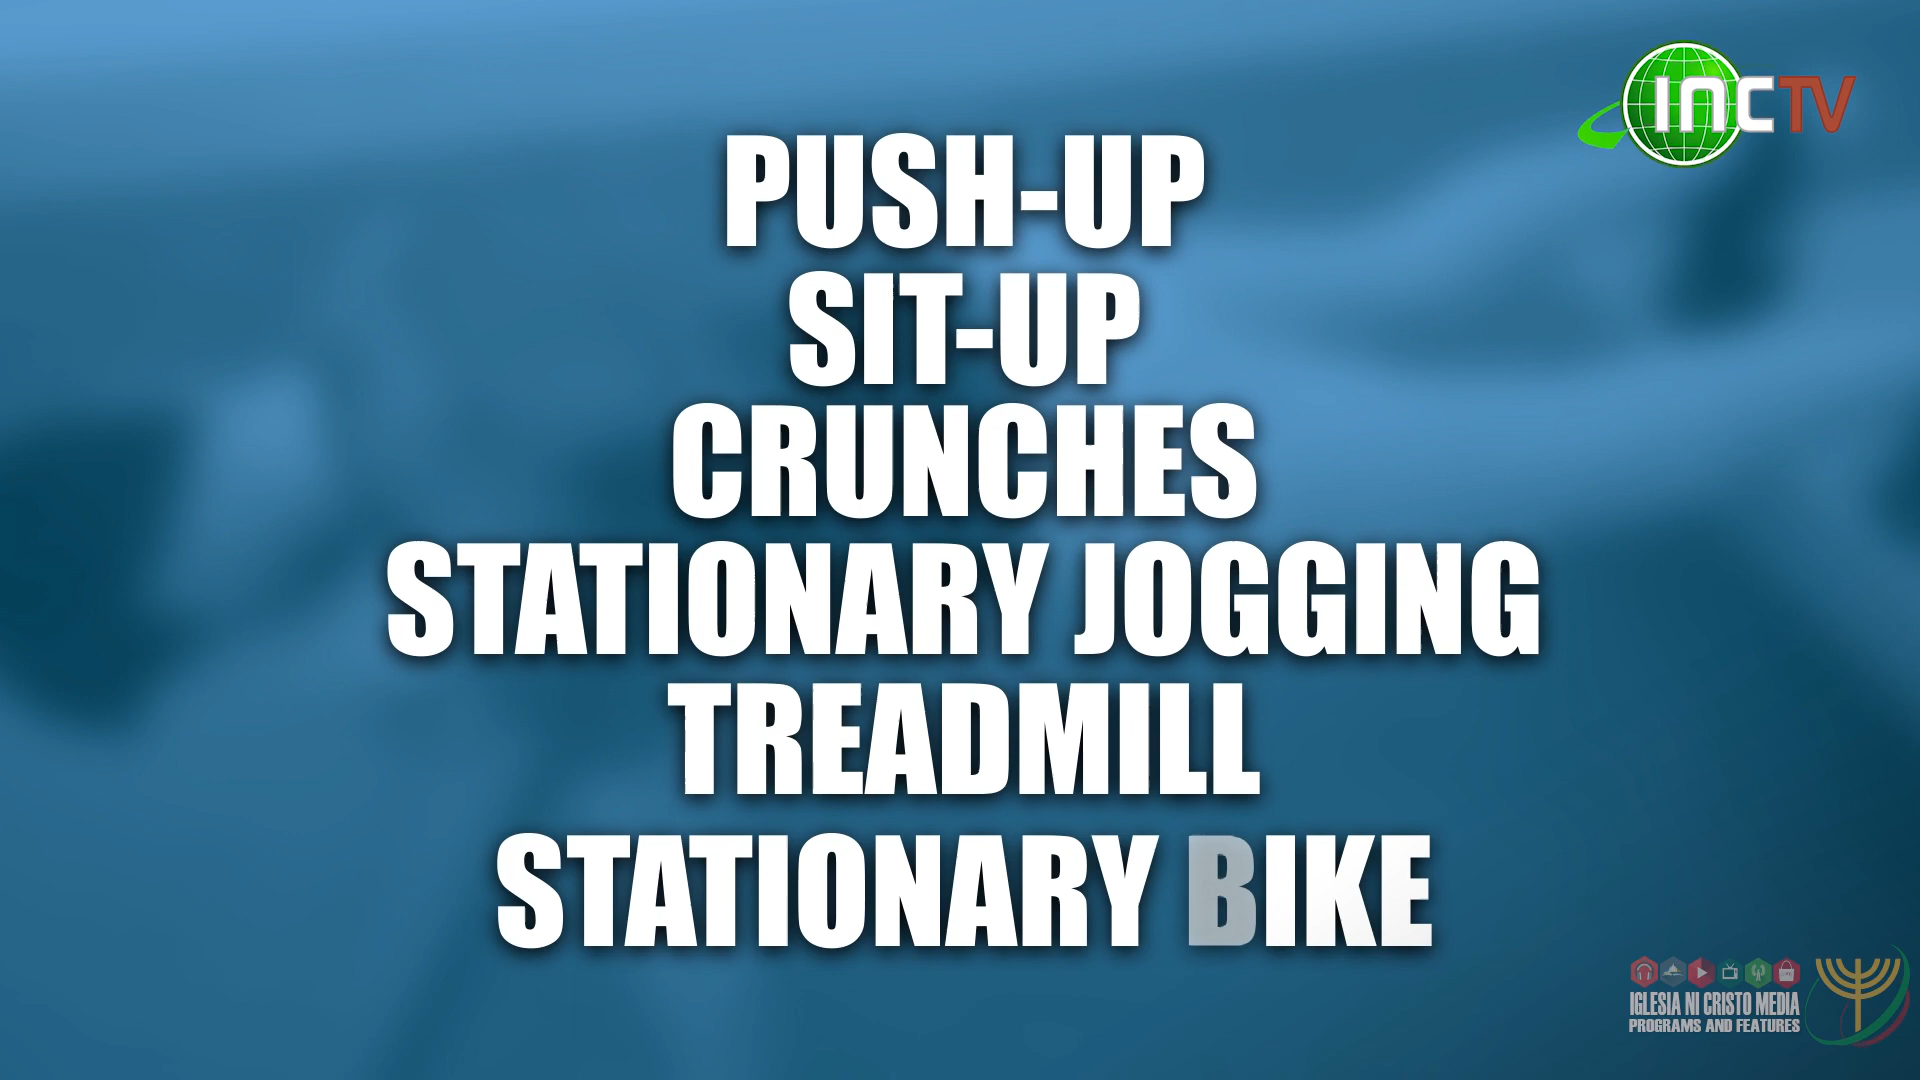 INCTV
PUSH-UP
SIT-UP
CRUNCHES
STATIONARY JOGGING
TREADMILL
STATIONARY BIKE
IGLESIA NI CRISTO MEDIA
PROGRAMS AND FEATURES